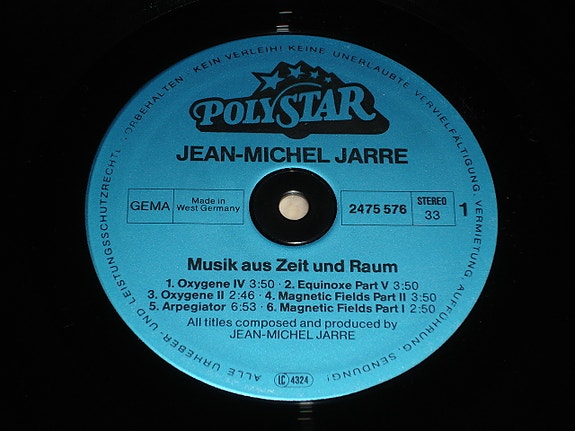 POLYSTAR
JEAN-MICHEL JARRE
GEMA
Made in
West Germany
2475 576
STEREO
33
1
Musik aus Zeit und Raum
1. Oxygene IV 3:50 · 2. Equinoxe Part V 3:50
3. Oxygene II 2:46 · 4. Magnetic Fields Part II 3:50
5. Arpegiator 6:53 · 6. Magnetic Fields Part I 2:50
All titles composed and produced by
JEAN-MICHEL JARRE
LC 4324
ALLE URHEBER- UND LEISTUNGSSCHUTZRECHTE VORBEHALTEN · KEIN VERLEIH! KEINE UNERLAUBTE VERVIELFÄLTIGUNG, VERMIETUNG, AUFFÜHRUNG, SENDUNG!